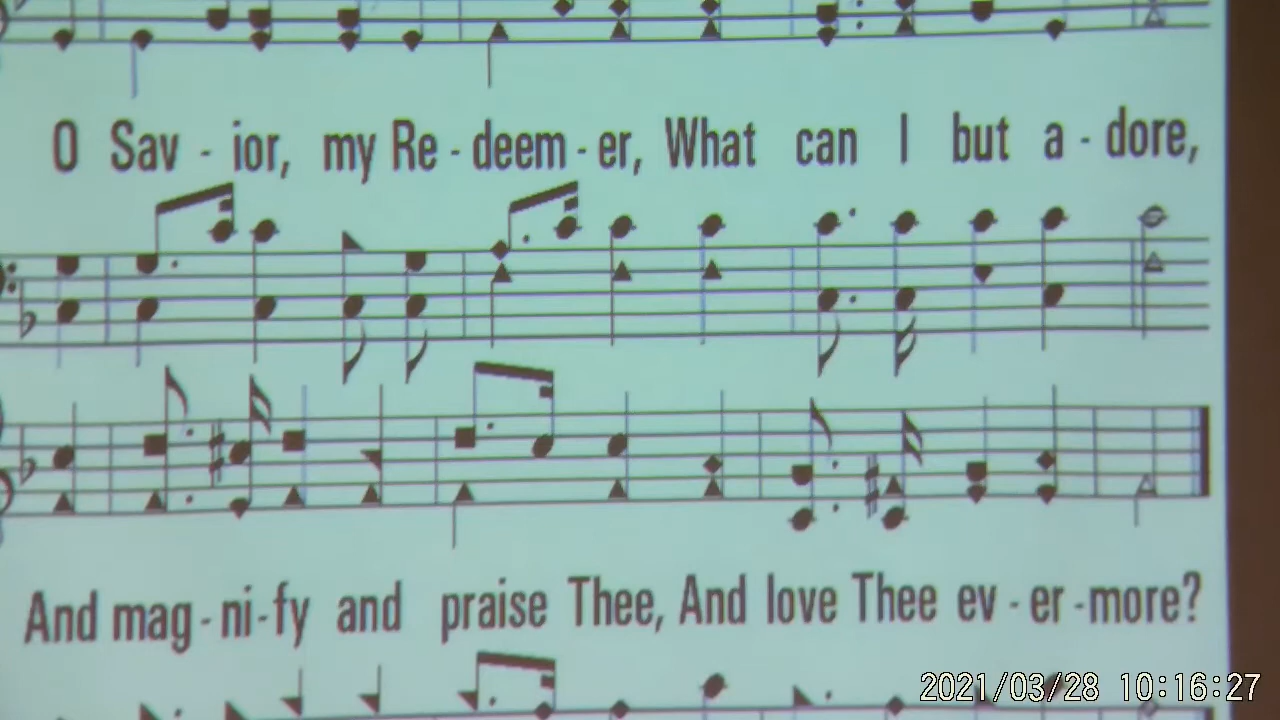 O Sav - ior, my Re - deem - er, What can I but a - dore,
And mag - ni - fy and praise Thee, And love Thee ev - er - more?
2021/03/28 10:16:27